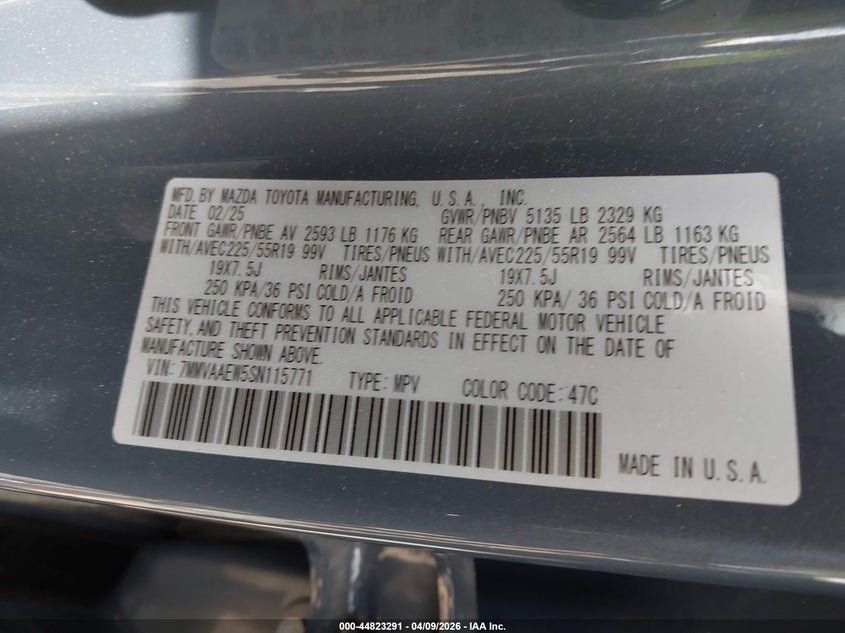 MFD. BY MAZDA TOYOTA MANUFACTURING, U.S.A., INC.
DATE 02/25 GVWR/PNBV 5135 LB 2329 KG
FRONT GAWR/PNBE AV 2593 LB 1176 KG REAR GAWR/PNBE AR 2564 LB 1163 KG
WITH/AVEC225/55R19 99V TIRES/PNEUS WITH/AVEC225/55R19 99V TIRES/PNEUS
19X7.5J RIMS/JANTES 19X7.5J RIMS/JANTES
250 KPA/36 PSI COLD/A FROID 250 KPA/ 36 PSI COLD/A FROID
THIS VEHICLE CONFORMS TO ALL APPLICABLE FEDERAL MOTOR VEHICLE
SAFETY, AND THEFT PREVENTION STANDARDS IN EFFECT ON THE DATE OF
MANUFACTURE SHOWN ABOVE.
VIN: 7MMVAAEW5SN115771 TYPE: MPV COLOR CODE: 47C
MADE IN U.S.A.
000-44823291 - 04/09/2026 - IAA Inc.